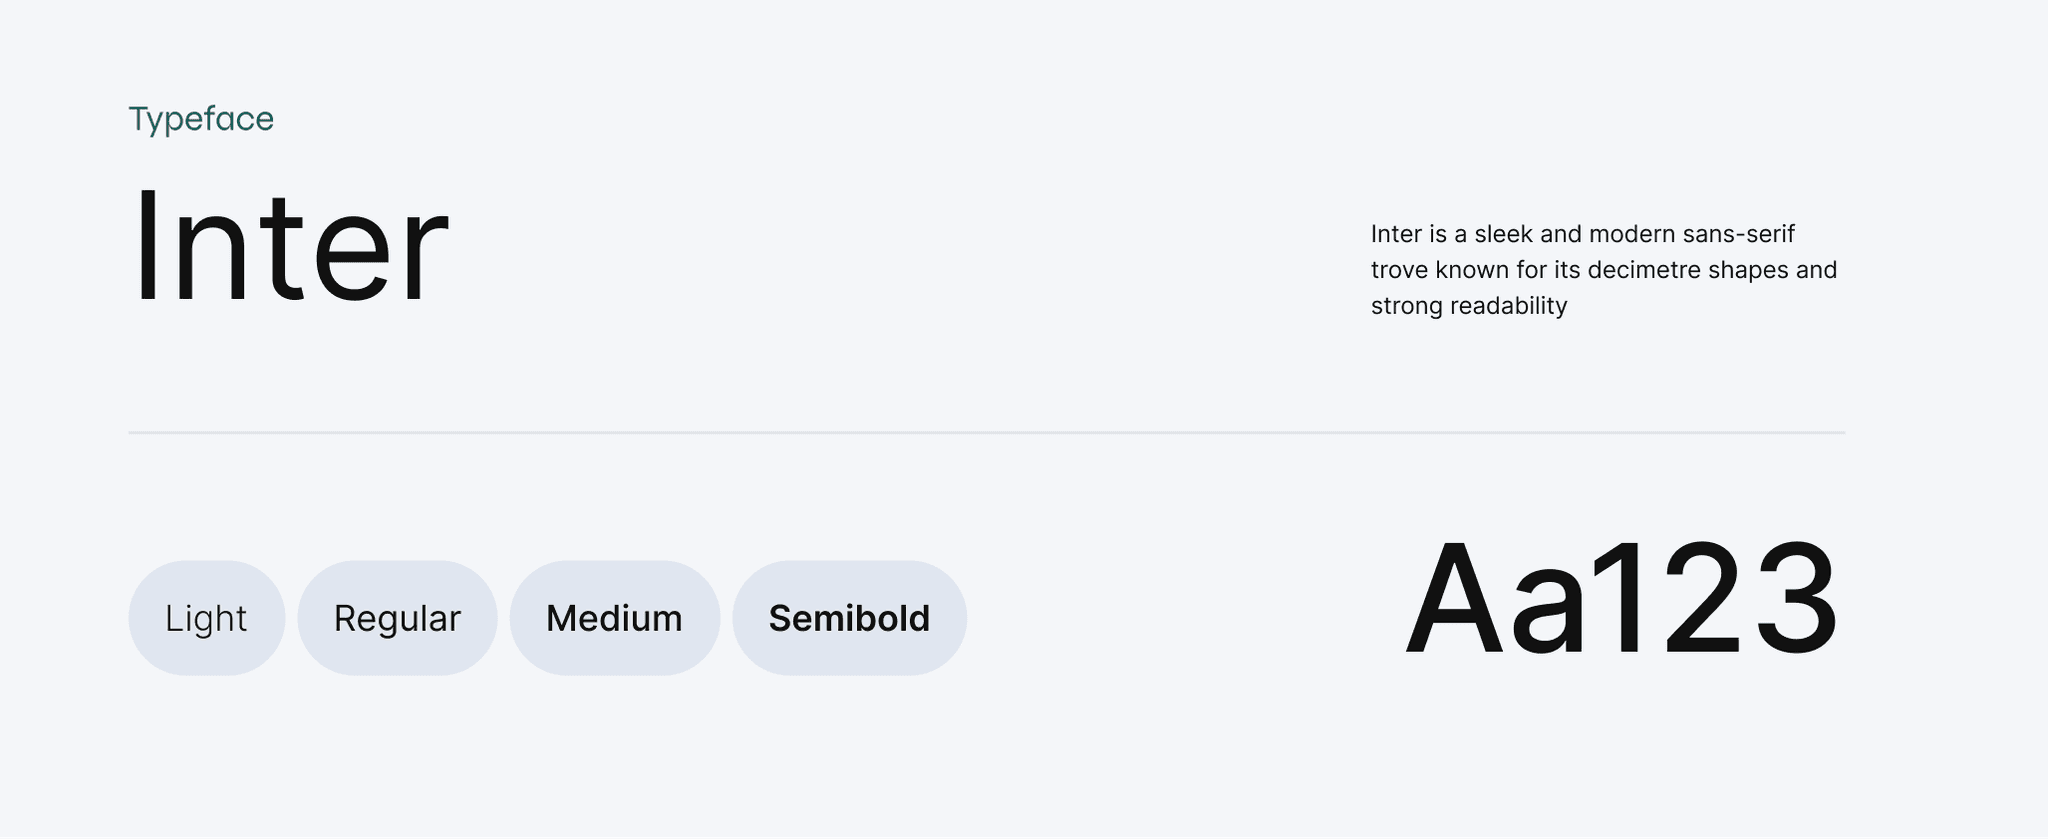 Typeface
Inter
Inter is a sleek and modern sans-serif
trove known for its decimetre shapes and
strong readability
Light
Regular
Medium
Semibold
Aa123